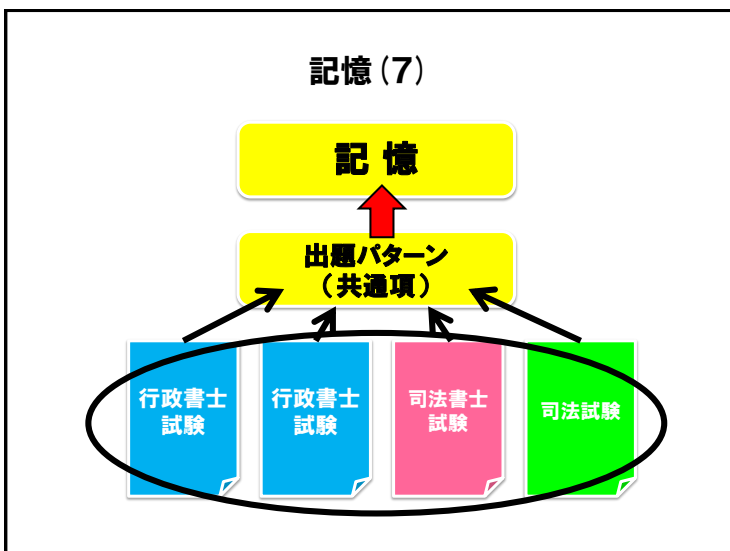 記憶(7)
記 憶
出題パターン
(共通項)
行政書士
試験
行政書士
試験
司法書士
試験
司法試験